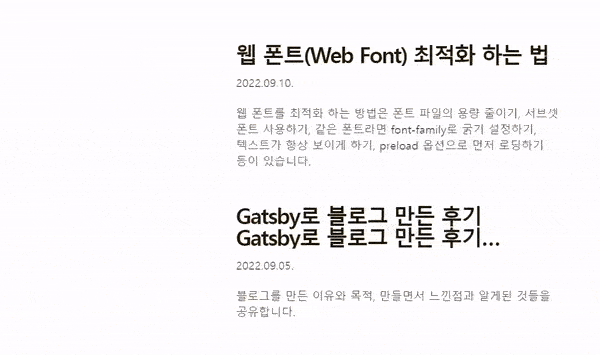 웹 폰트(Web Font) 최적화 하는 법
2022.09.10.
웹 폰트를 최적화 하는 방법은 폰트 파일의 용량 줄이기, 서브셋
폰트 사용하기, 같은 폰트라면 font-family로 굵기 설정하기,
텍스트가 항상 보이게 하기, preload 옵션으로 먼저 로딩하기
등이 있습니다.
Gatsby로 블로그 만든 후기
Gatsby로 블로그 만든 후기...
2022.09.05.
블로그를 만든 이유와 목적, 만들면서 느낀점과 알게된 것들을
공유합니다.